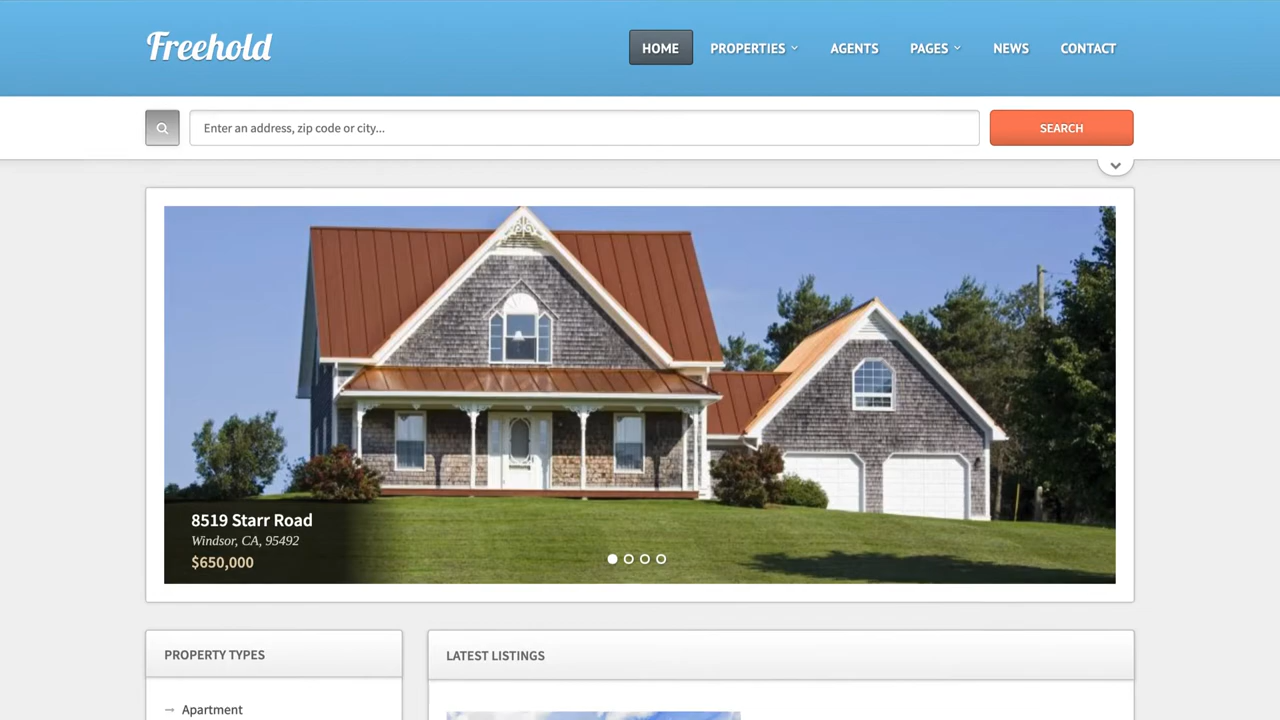 Freehold
HOME PROPERTIES AGENTS PAGES NEWS CONTACT
Enter an address, zip code or city...
SEARCH
8519 Starr Road
Windsor, CA, 95492
$650,000
PROPERTY TYPES
LATEST LISTINGS
Apartment